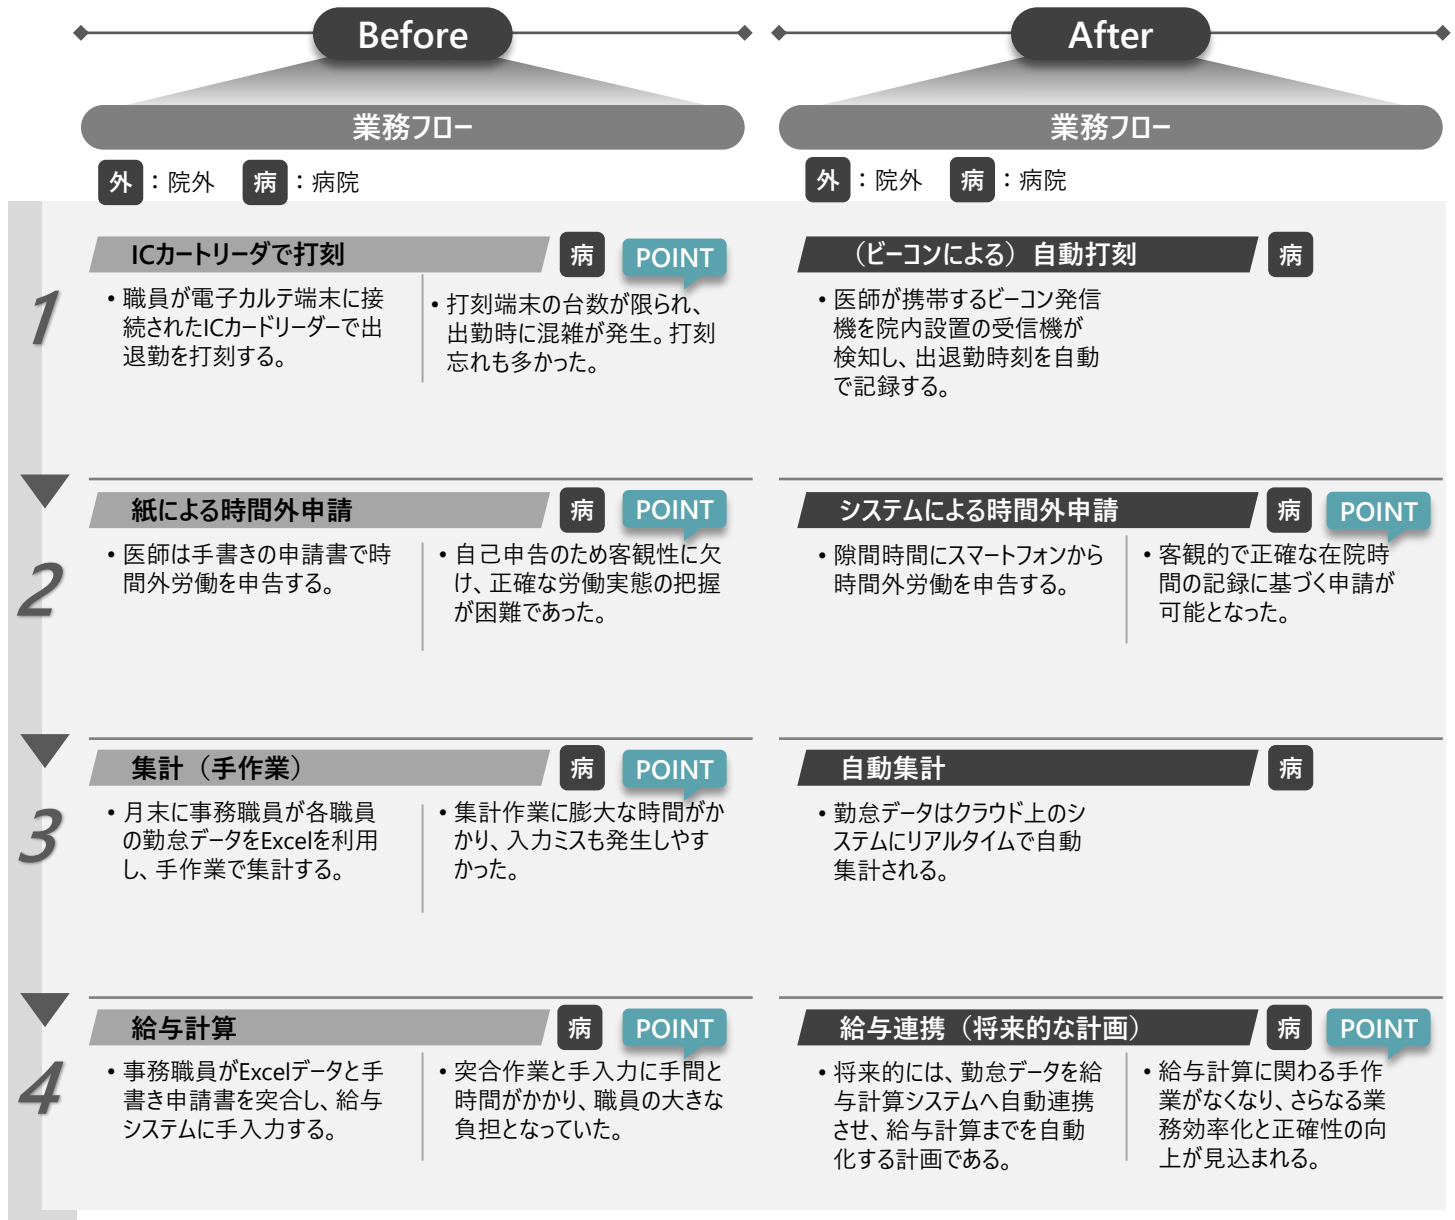 Before
After
業務フロー
業務フロー
外：院外 病：病院
外：院外 病：病院
1
ICカートリーダで打刻 病 POINT
• 職員が電子カルテ端末に接
続されたICカードリーダーで出
退勤を打刻する。
• 打刻端末の台数が限られ、
出勤時に混雑が発生。打刻
忘れも多かった。
（ビーコンによる）自動打刻 病
• 医師が携帯するビーコン発信
機を院内設置の受信機が
検知し、出退勤時刻を自動
で記録する。
2
紙による時間外申請 病 POINT
• 医師は手書きの申請書で時
間外労働を申告する。
• 自己申告のため客観性に欠
け、正確な労働実態の把握
が困難であった。
システムによる時間外申請 病 POINT
• 隙間時間にスマートフォンから
時間外労働を申告する。
• 客観的で正確な在院時
間の記録に基づく申請が
可能となった。
3
集計（手作業） 病 POINT
• 月末に事務職員が各職員
の勤怠データをExcelを利用
し、手作業で集計する。
• 集計作業に膨大な時間がか
かり、入力ミスも発生しやす
かった。
自動集計 病
• 勤怠データはクラウド上のシ
ステムにリアルタイムで自動
集計される。
4
給与計算 病 POINT
• 事務職員がExcelデータと手
書き申請書を突合し、給与
システムに手入力する。
• 突合作業と手入力に手間と
時間がかかり、職員の大きな
負担となっていた。
給与連携（将来的な計画） 病 POINT
• 将来的には、勤怠データを給
与計算システムへ自動連携
させ、給与計算までを自動
化する計画である。
• 給与計算に関わる手作
業がなくなり、さらなる業
務効率化と正確性の向
上が見込まれる。